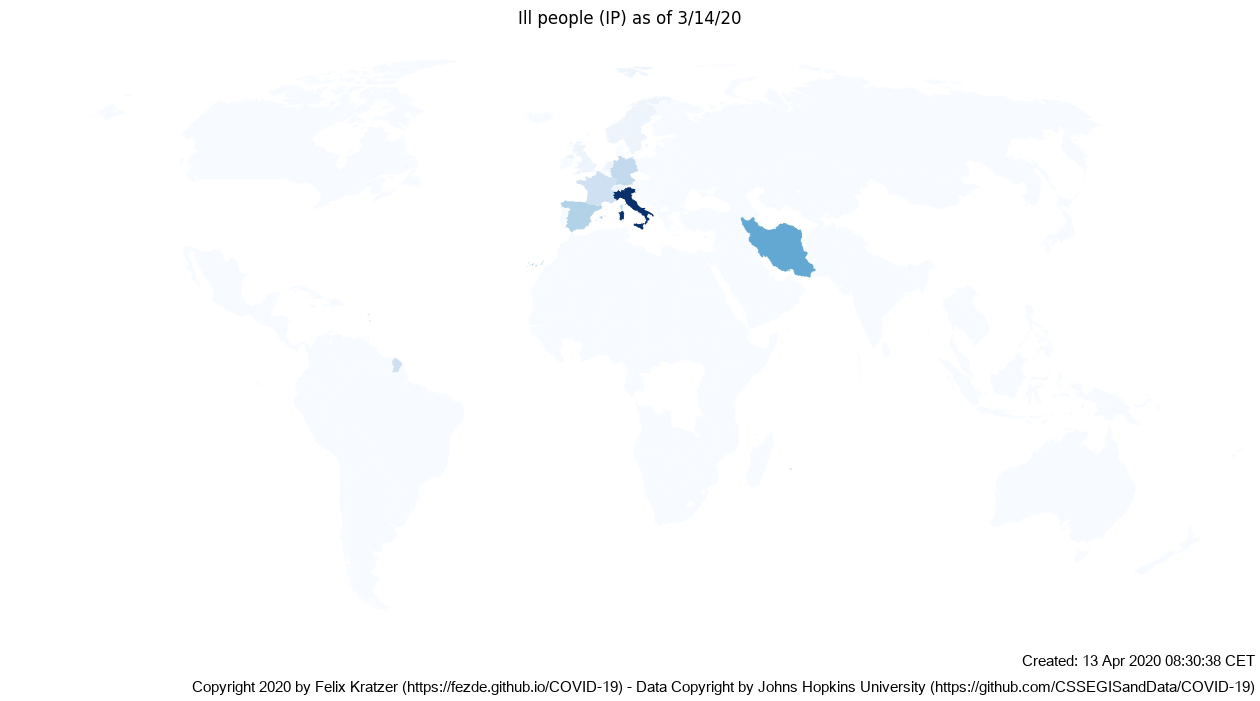 Ill people (IP) as of 3/14/20
Created: 13 Apr 2020 08:30:38 CET
Copyright 2020 by Felix Kratzer (https://fezde.github.io/COVID-19) - Data Copyright by Johns Hopkins University (https://github.com/CSSEGISandData/COVID-19)